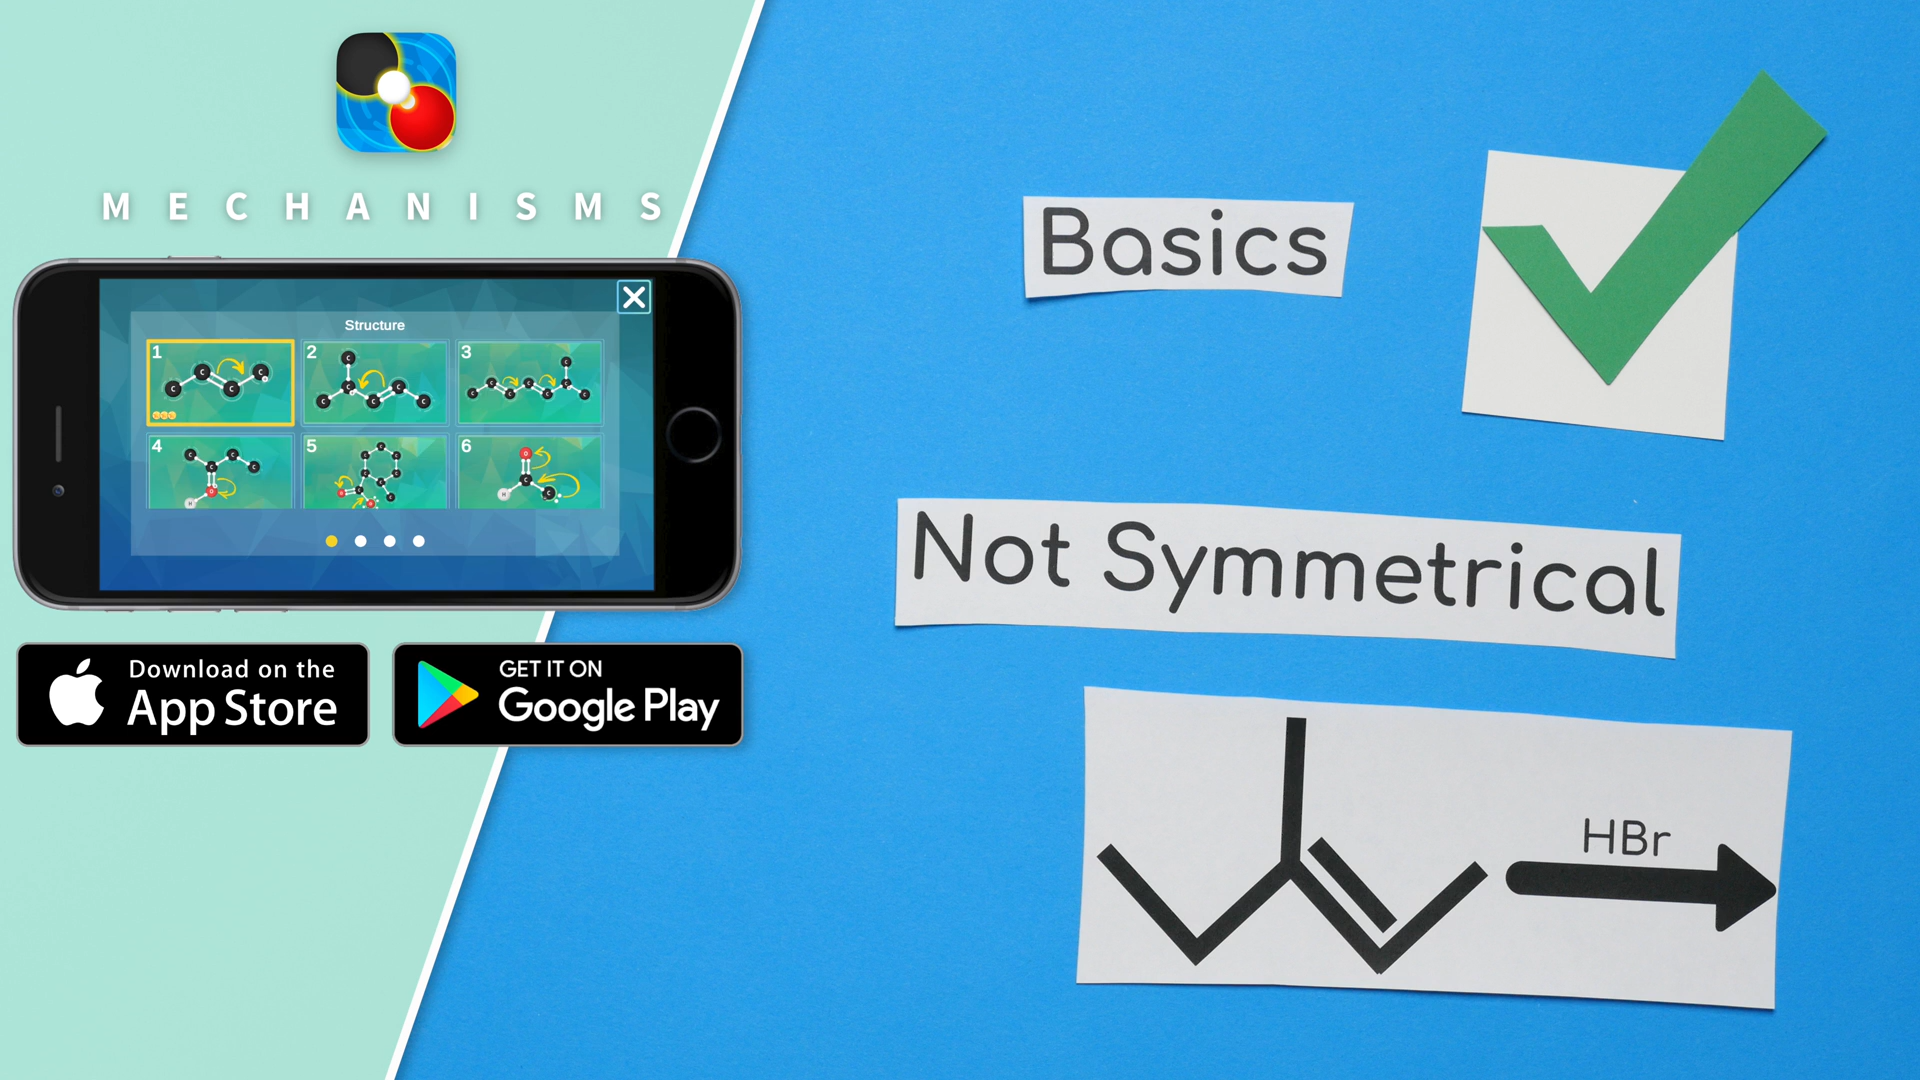 MECHANISMS
Structure
1
2
3
4
5
6
Download on the
App Store
GET IT ON
Google Play
Basics
Not Symmetrical
HBr